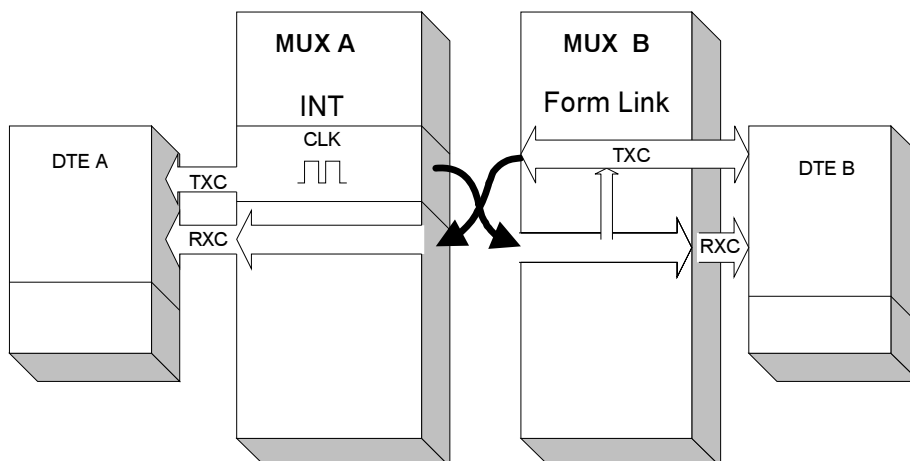 MUX A
MUX B
INT
Form Link
CLK
TXC
DTE A
DTE B
TXC
RXC
RXC